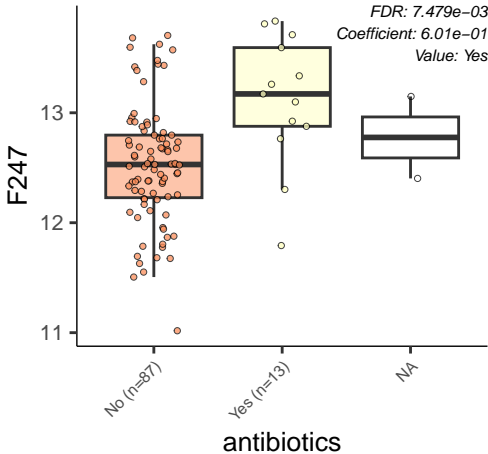 FDR: 7.479e−03
Coefficient: 6.01e−01
Value: Yes
F247
13
12
11
No (n=87)
Yes (n=13)
NA
antibiotics